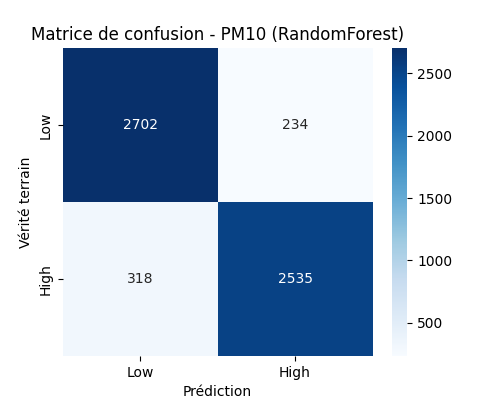 Matrice de confusion - PM10 (RandomForest)
Vérité terrain
Low
2702
234
High
318
2535
Low
High
Prédiction
2500
2000
1500
1000
500